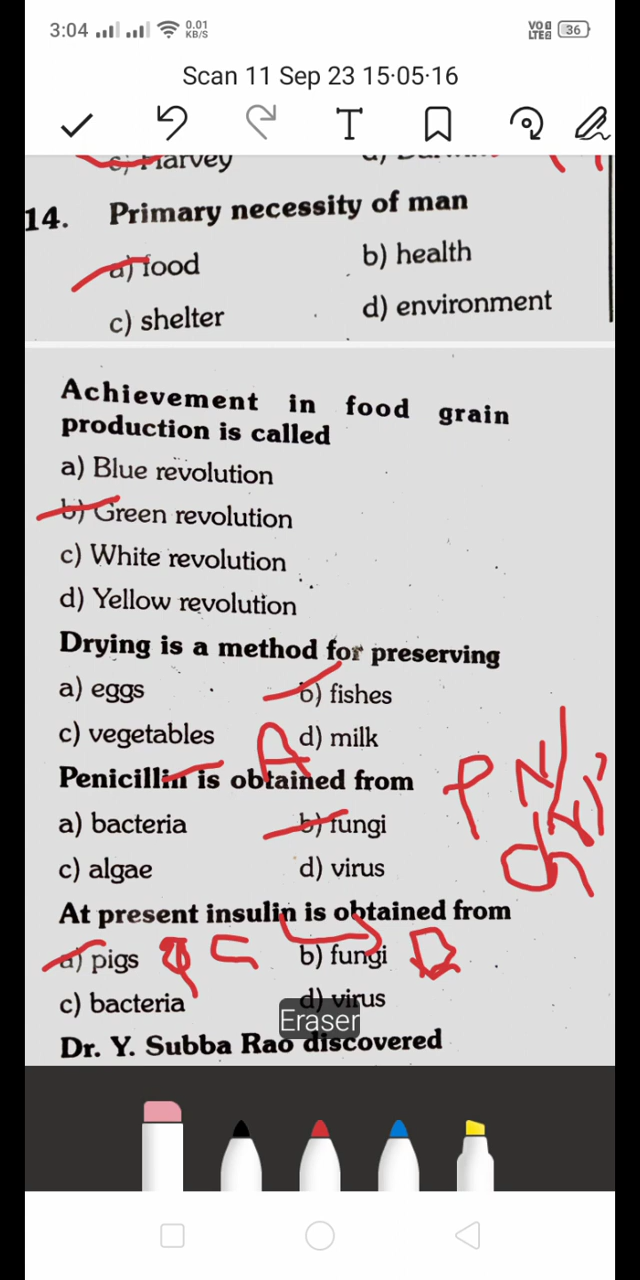 3:04
0.01
KB/S
VO
LTE
36
Scan 11 Sep 23 15·05·16
T
c) Harvey
14. Primary necessity of man
a) food b) health
c) shelter d) environment
Achievement in food grain
production is called
a) Blue revolution
b) Green revolution
c) White revolution
d) Yellow revolution
Drying is a method for preserving
a) eggs b) fishes
c) vegetables d) milk
A
Penicillin is obtained from
a) bacteria b) fungi
c) algae d) virus
At present insulin is obtained from
a) pigs b) fungi
c) bacteria d) virus
Eraser
Dr. Y. Subba Rao discovered